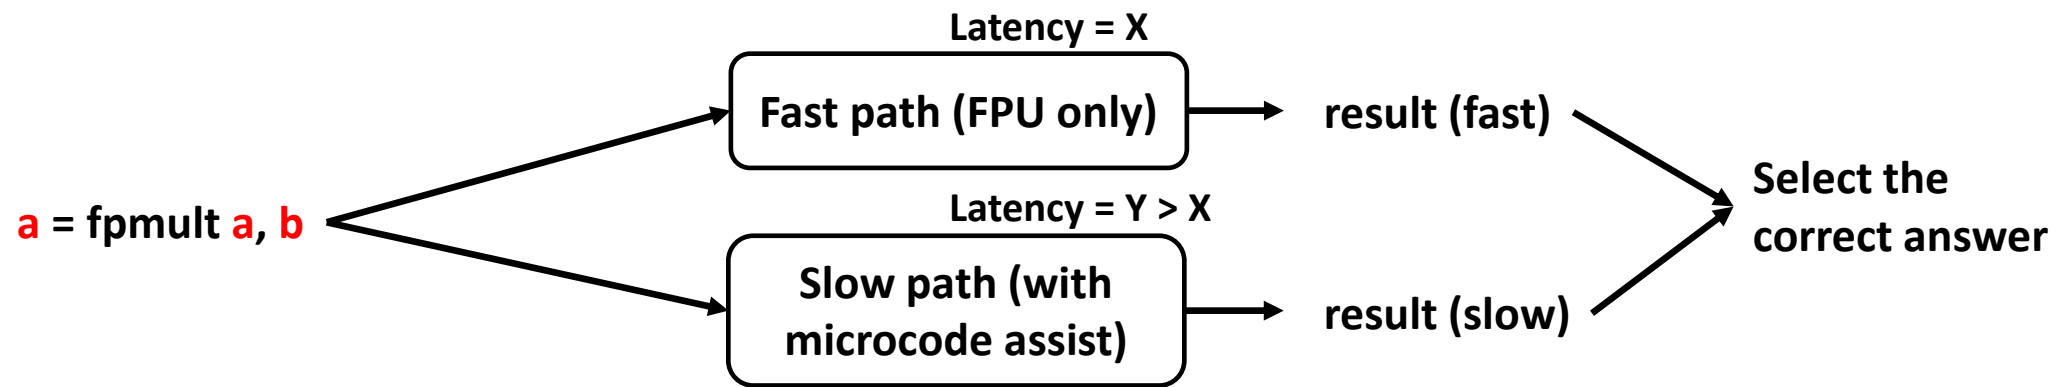 Latency = X
Fast path (FPU only)
result (fast)
a = fpmult a, b
Latency = Y > X
Slow path (with
microcode assist)
result (slow)
Select the
correct answer